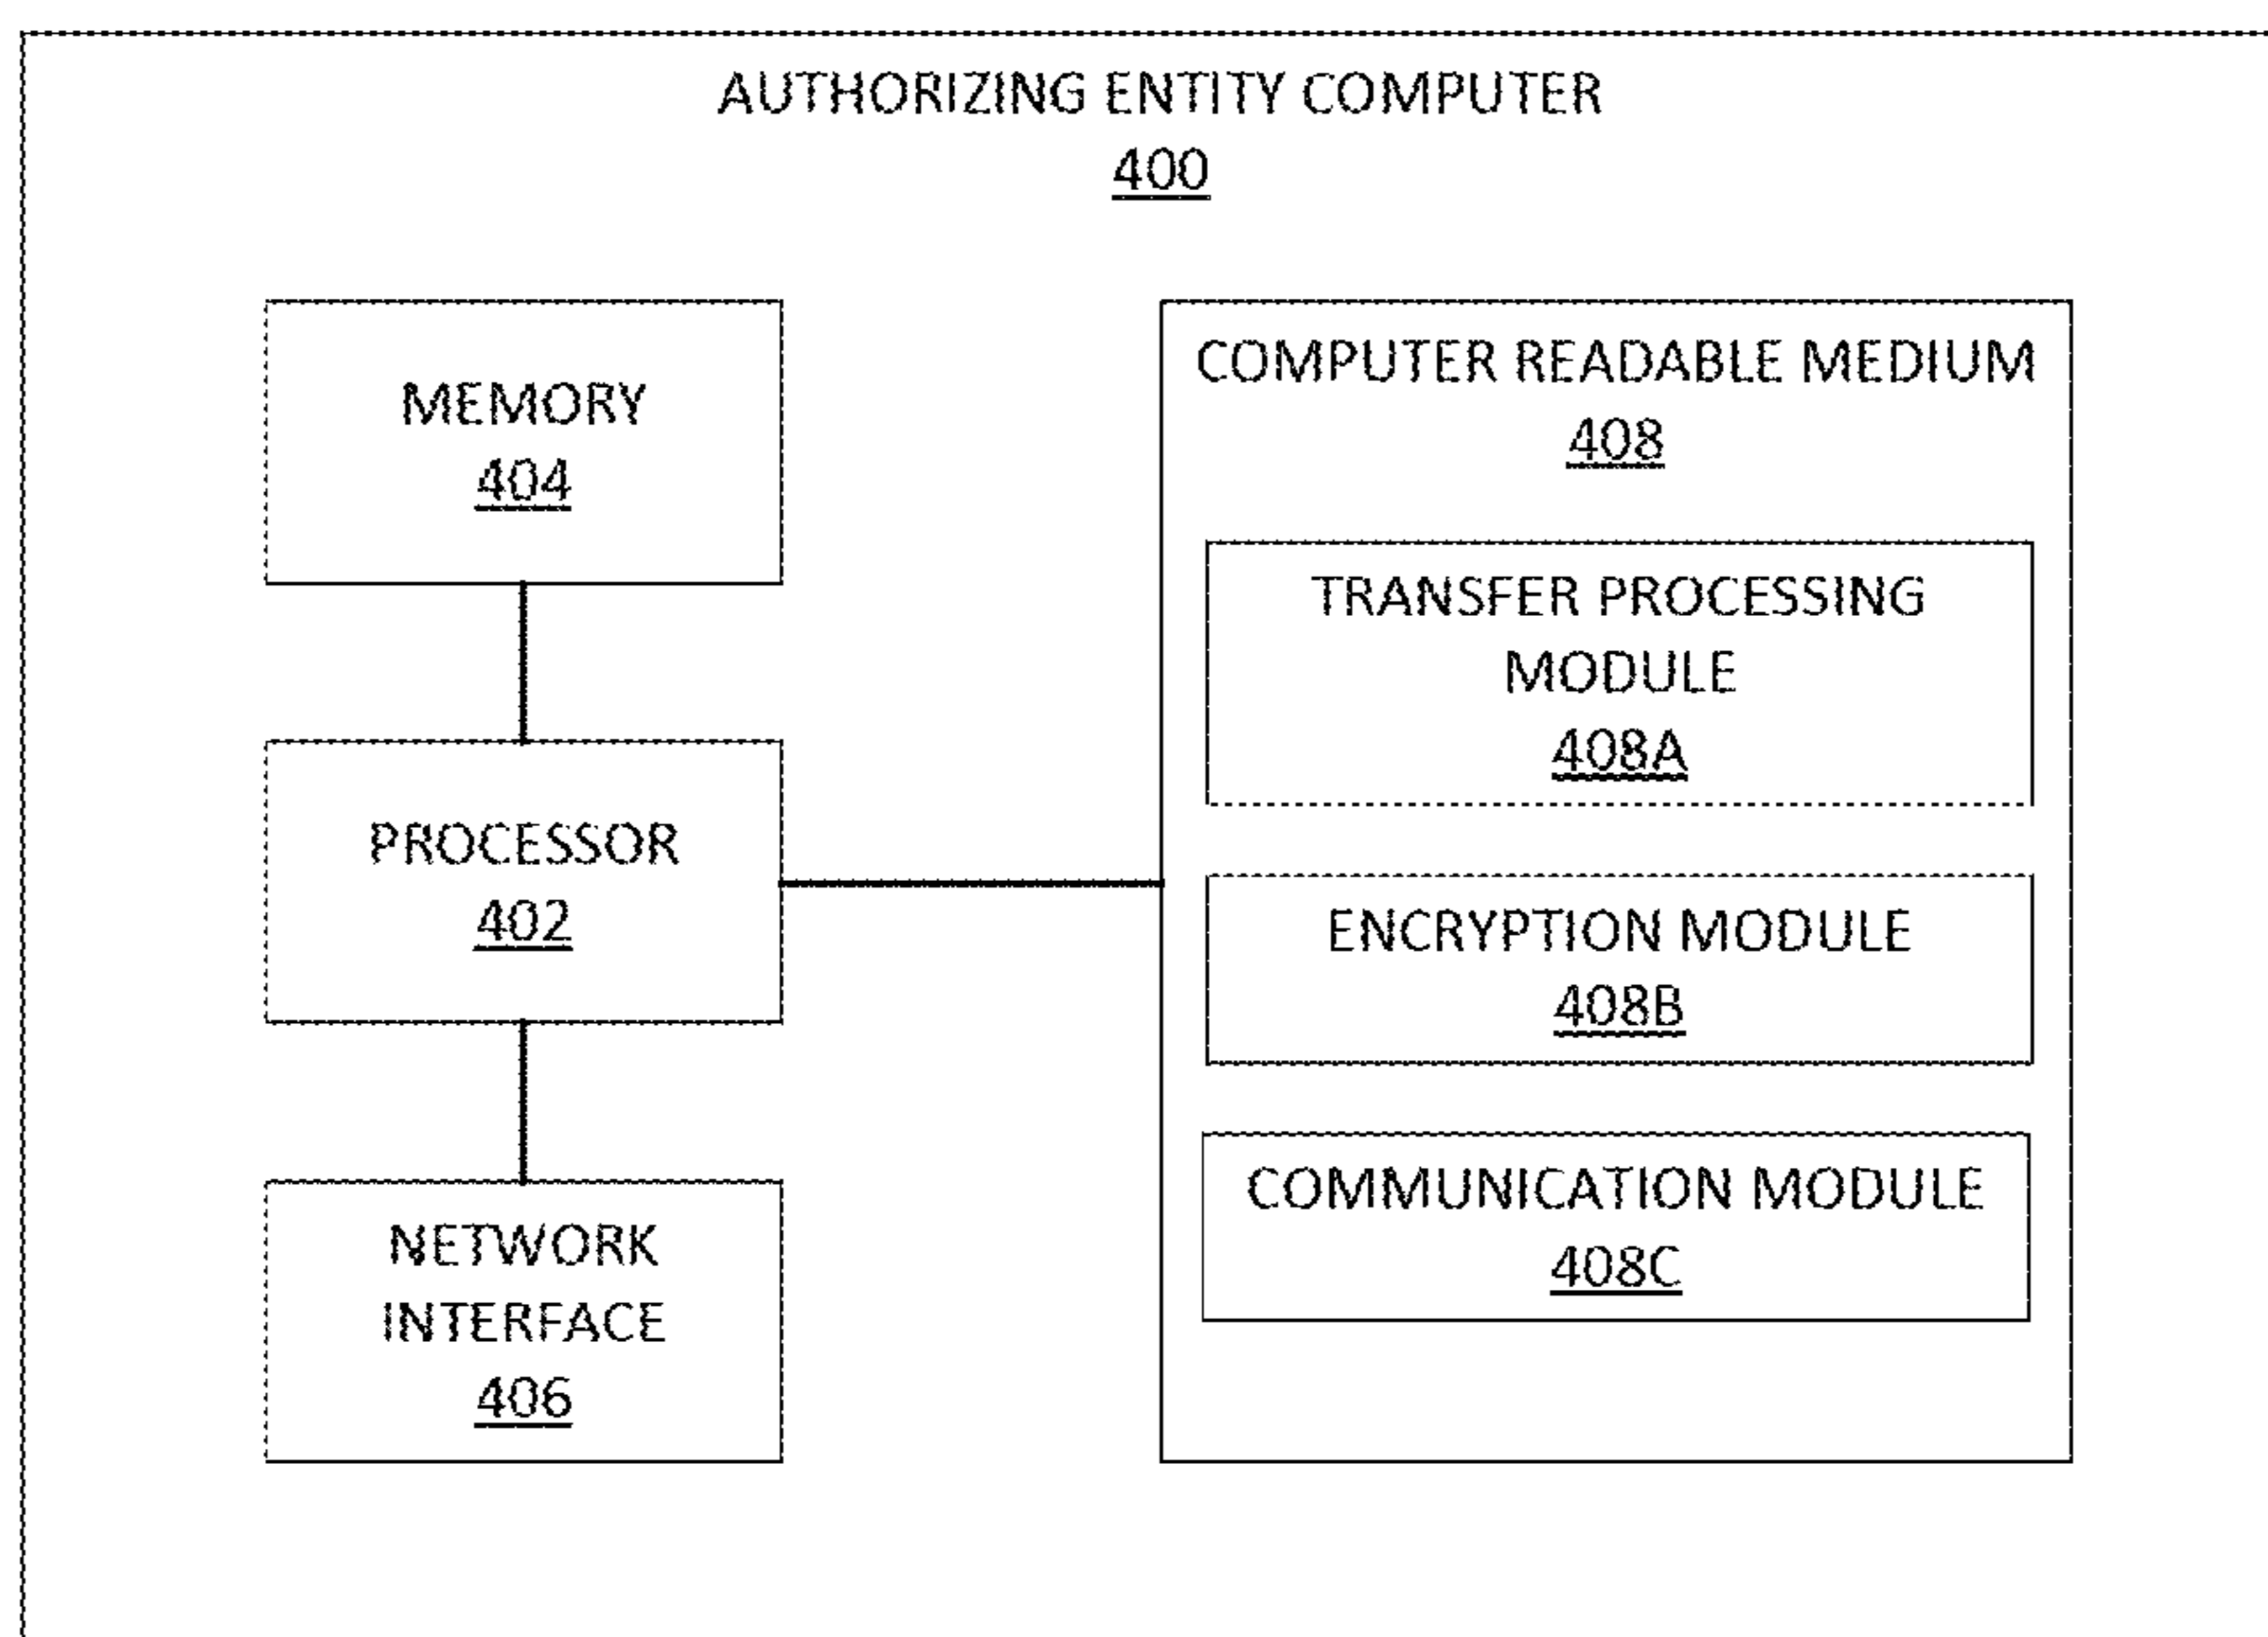 AUTHORIZING ENTITY COMPUTER
400
MEMORY
404
PROCESSOR
402
NETWORK
INTERFACE
406
COMPUTER READABLE MEDIUM
408
TRANSFER PROCESSING
MODULE
408A
ENCRYPTION MODULE
408B
COMMUNICATION MODULE
408C